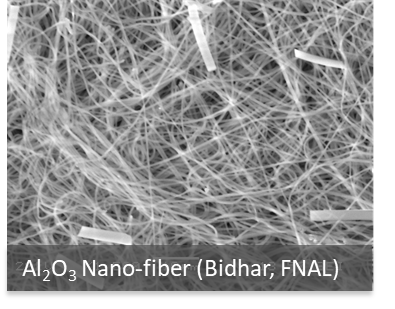 Al₂O₃ Nano-fiber (Bidhar, FNAL)